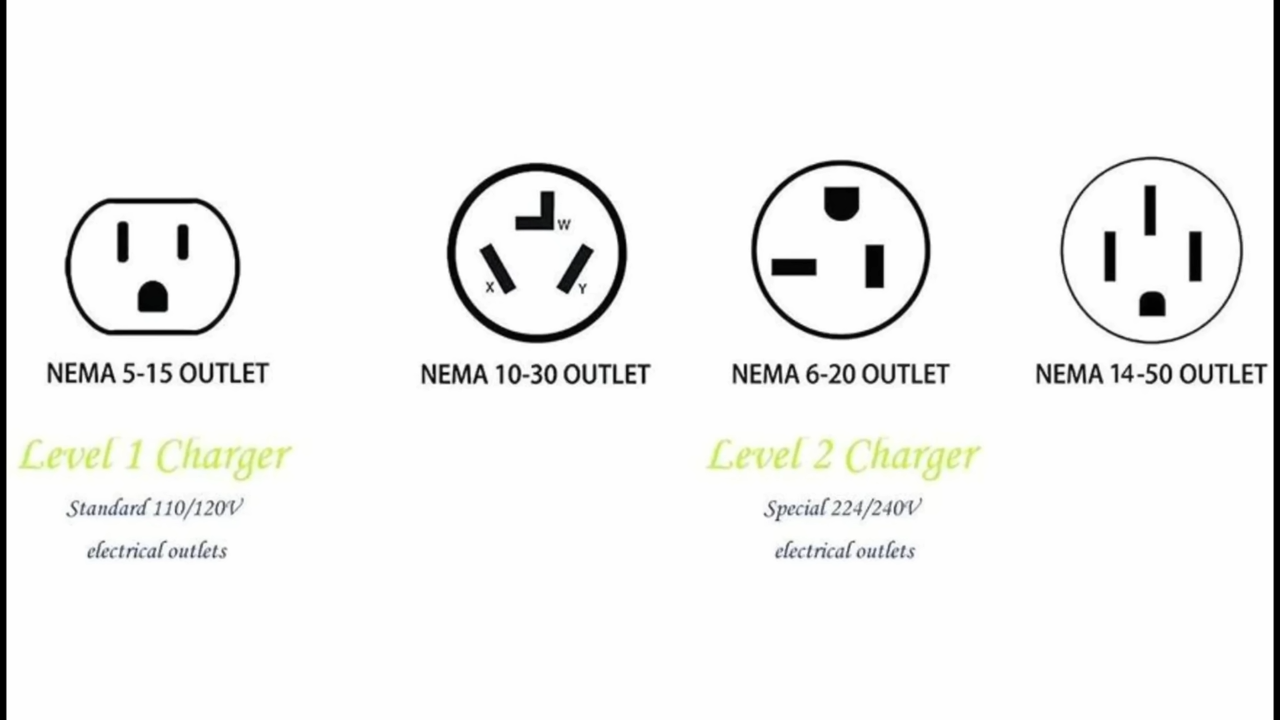 W
X
Y
NEMA 5-15 OUTLET
NEMA 10-30 OUTLET
NEMA 6-20 OUTLET
NEMA 14-50 OUTLET
Level 1 Charger
Standard 110/120V
electrical outlets
Level 2 Charger
Special 224/240V
electrical outlets